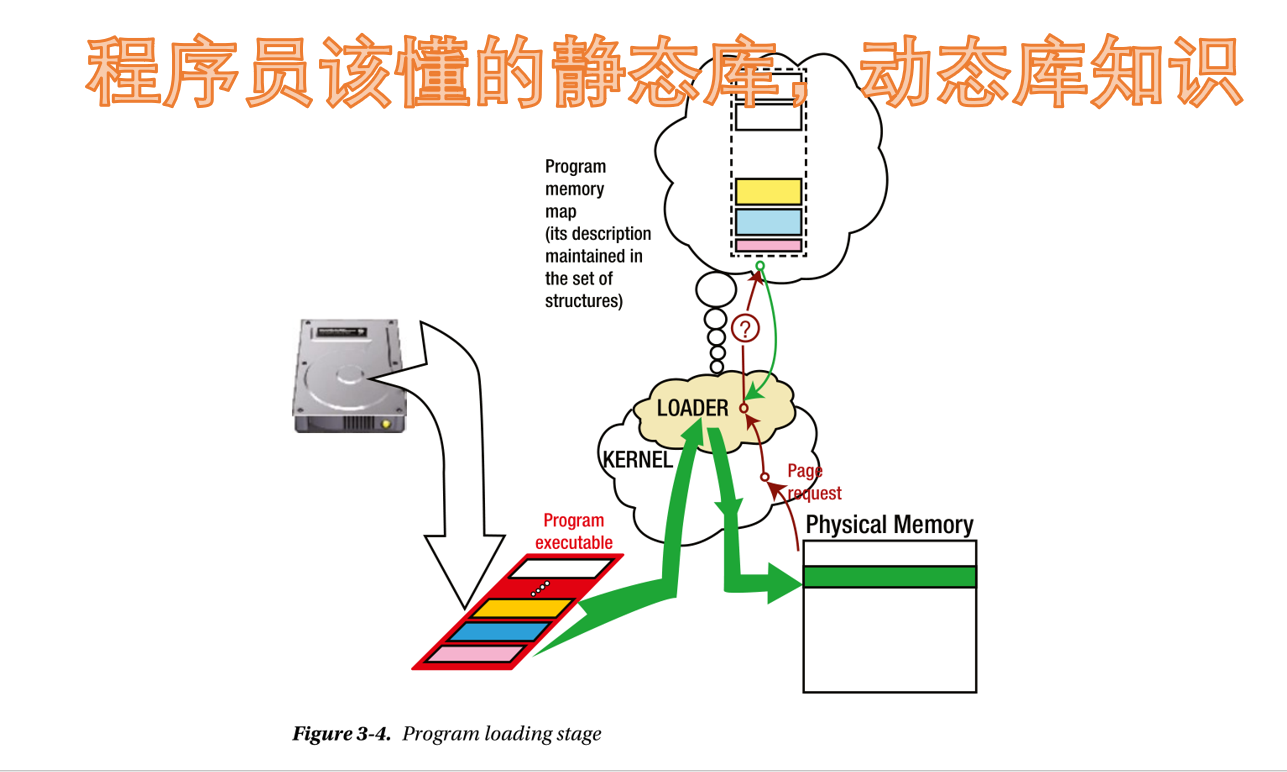 程序员该懂的静态库，动态库知识
Program
memory
map
(its description
maintained in
the set of
structures)
?
LOADER
KERNEL
Page
request
Program
executable
Physical Memory
Figure 3-4. Program loading stage